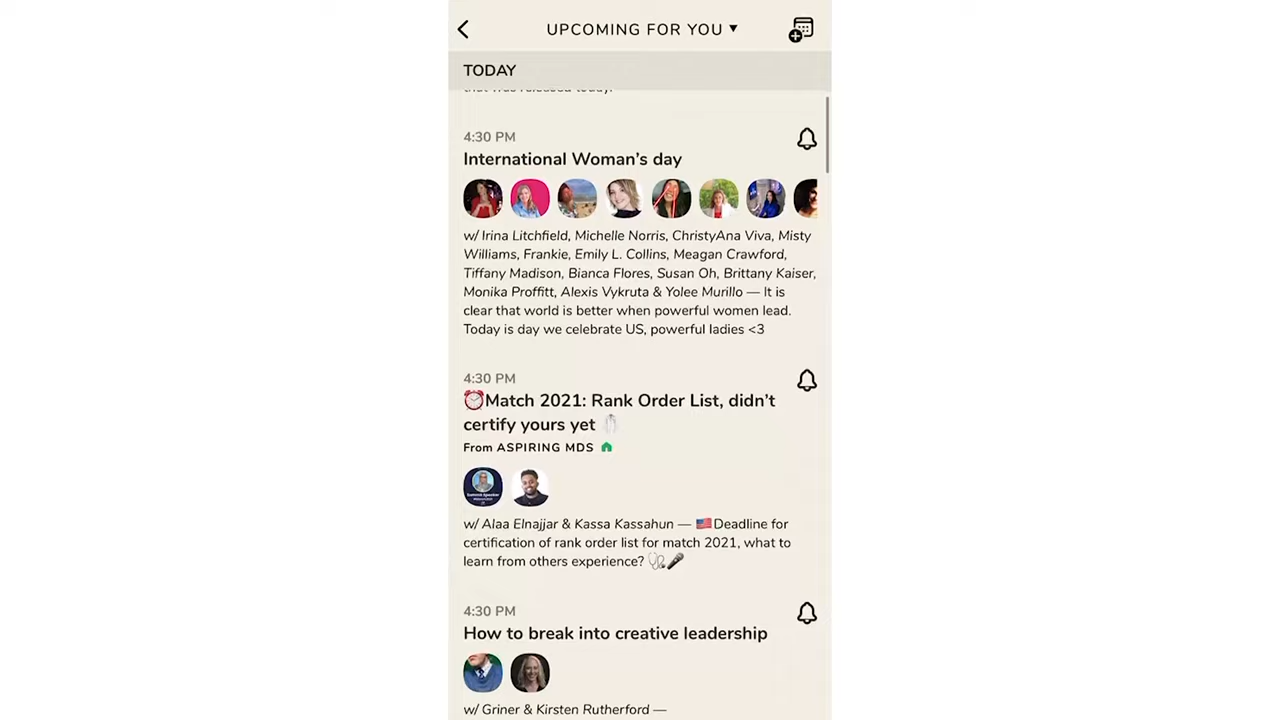 UPCOMING FOR YOU ▼
TODAY
that was released today.
4:30 PM
International Woman's day
w/ Irina Litchfield, Michelle Norris, ChristyAna Viva, Misty
Williams, Frankie, Emily L. Collins, Meagan Crawford,
Tiffany Madison, Bianca Flores, Susan Oh, Brittany Kaiser,
Monika Proffitt, Alexis Vykruta & Yolee Murillo — It is
clear that world is better when powerful women lead.
Today is day we celebrate US, powerful ladies <3
4:30 PM
⏰Match 2021: Rank Order List, didn't
certify yours yet 🥼
From ASPIRING MDS
w/ Alaa Elnajjar & Kassa Kassahun — 🇺🇸Deadline for
certification of rank order list for match 2021, what to
learn from others experience? 🩺🎤
4:30 PM
How to break into creative leadership
w/ Griner & Kirsten Rutherford —